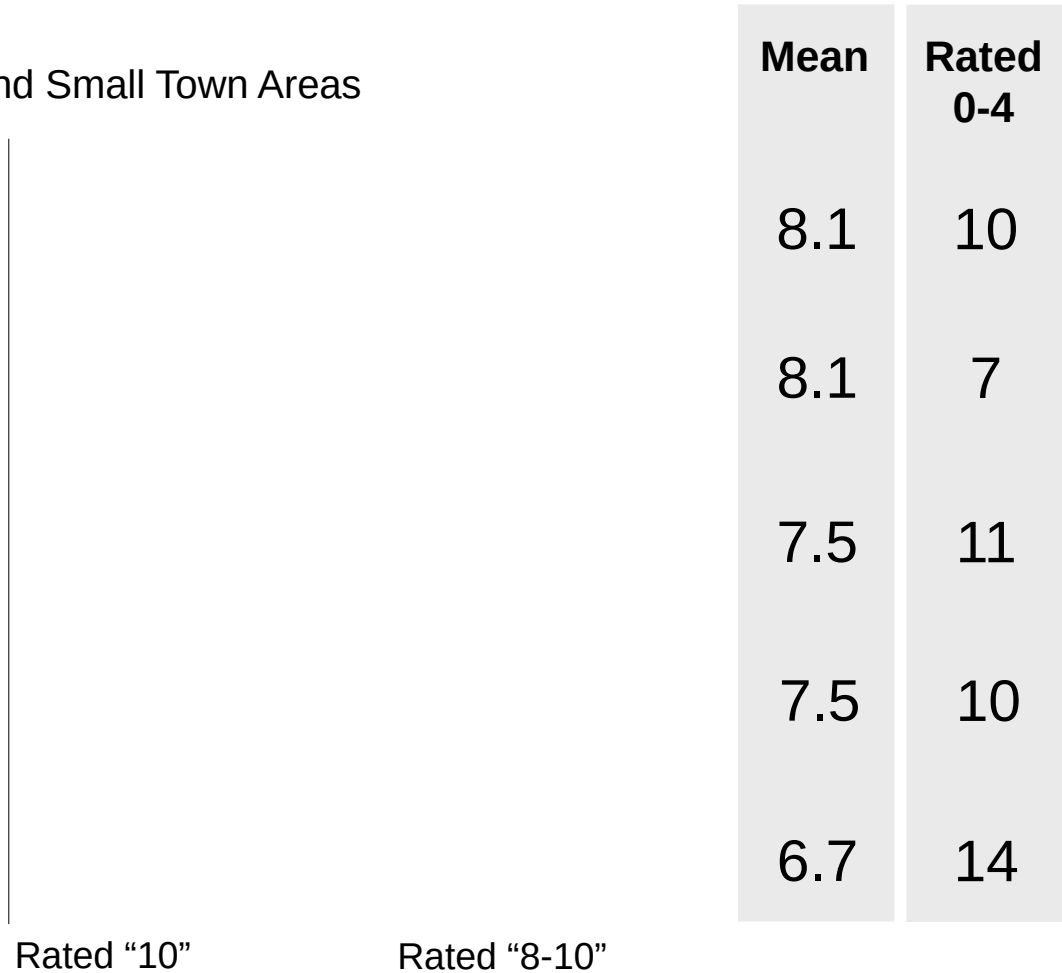 Mean
Rated
0-4
nd Small Town Areas
8.1 10
8.1 7
7.5 11
7.5 10
6.7 14
Rated “10” Rated “8-10”